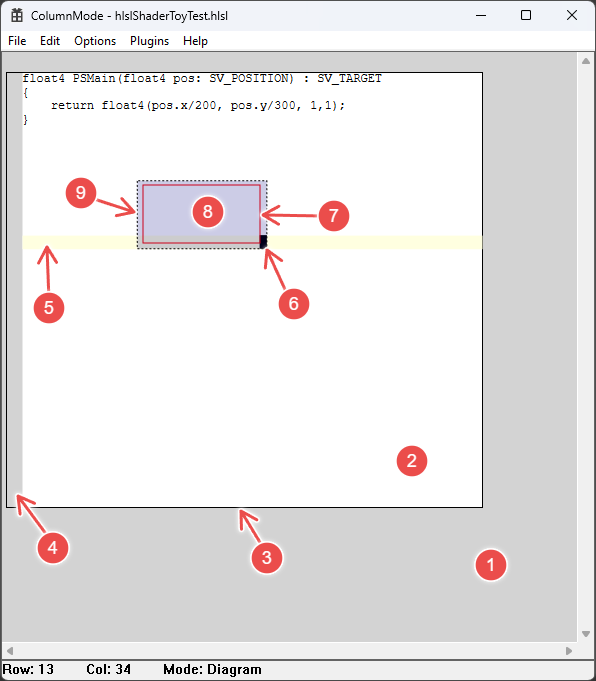 ColumnMode - hlslShaderToyTest.hlsl
File Edit Options Plugins Help
float4 PSMain(float4 pos: SV_POSITION) : SV_TARGET
{
    return float4(pos.x/200, pos.y/300, 1,1);
}
9
8
7
5
6
2
4
3
1
Row: 13 Col: 34 Mode: Diagram